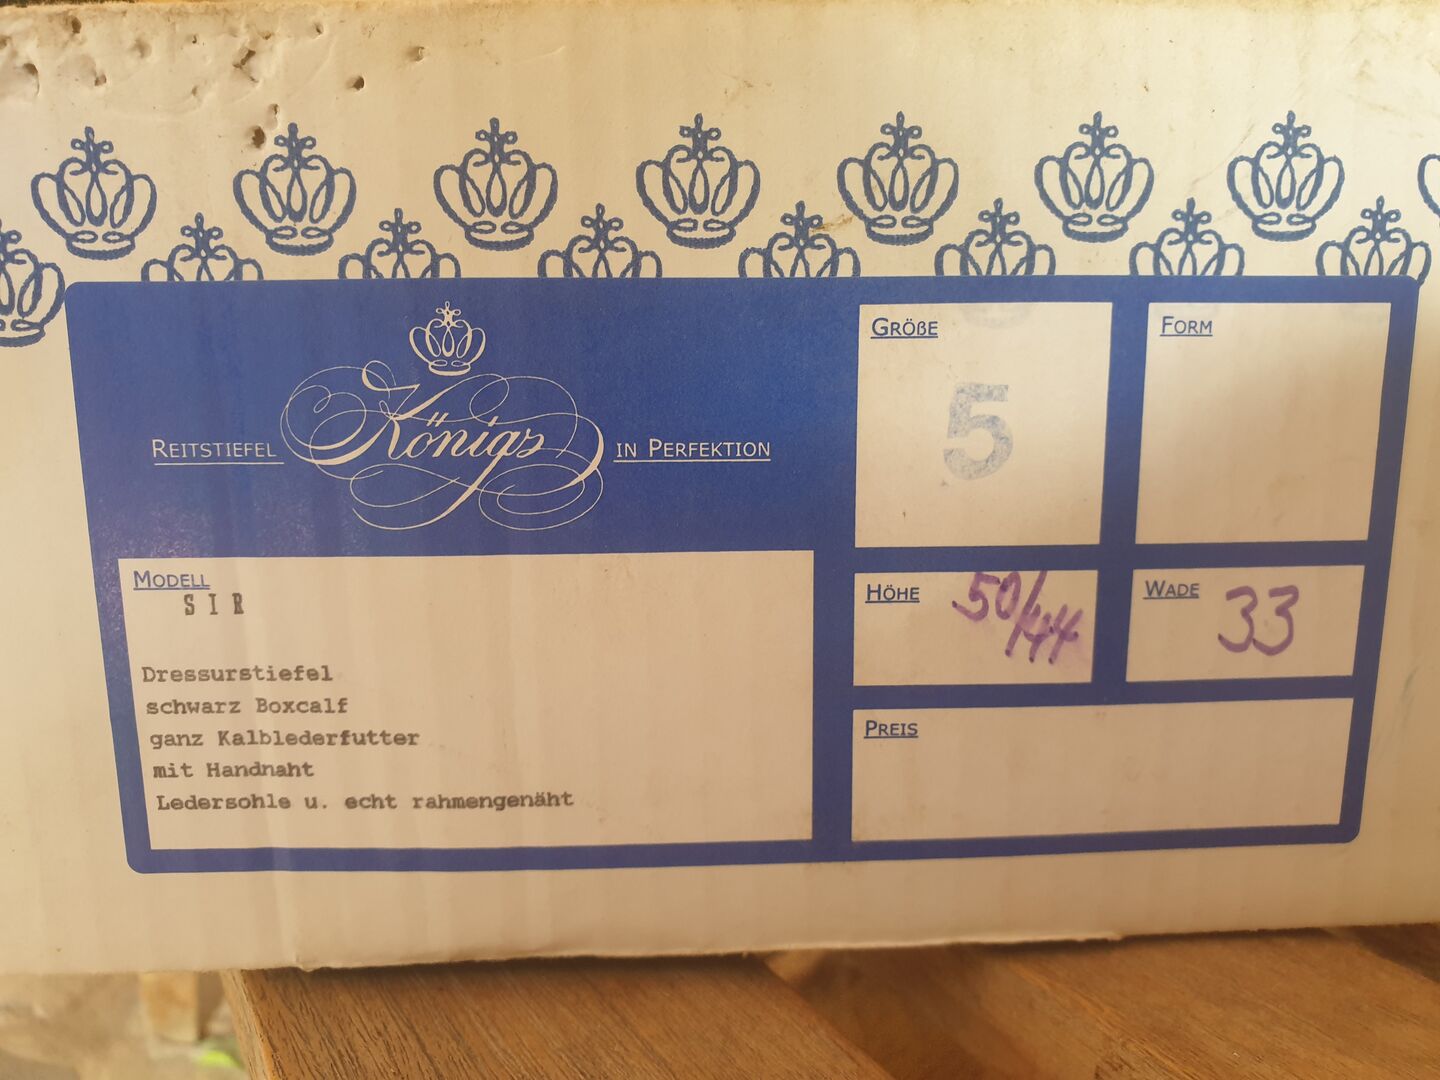 REITSTIEFEL Königs IN PERFEKTION
GRÖßE
5
FORM
MODELL
SIR
Dressurstiefel
schwarz Boxcalf
ganz Kalblederfutter
mit Handnaht
Ledersohle u. echt rahmengenäht
HÖHE 50/44
WADE 33
PREIS